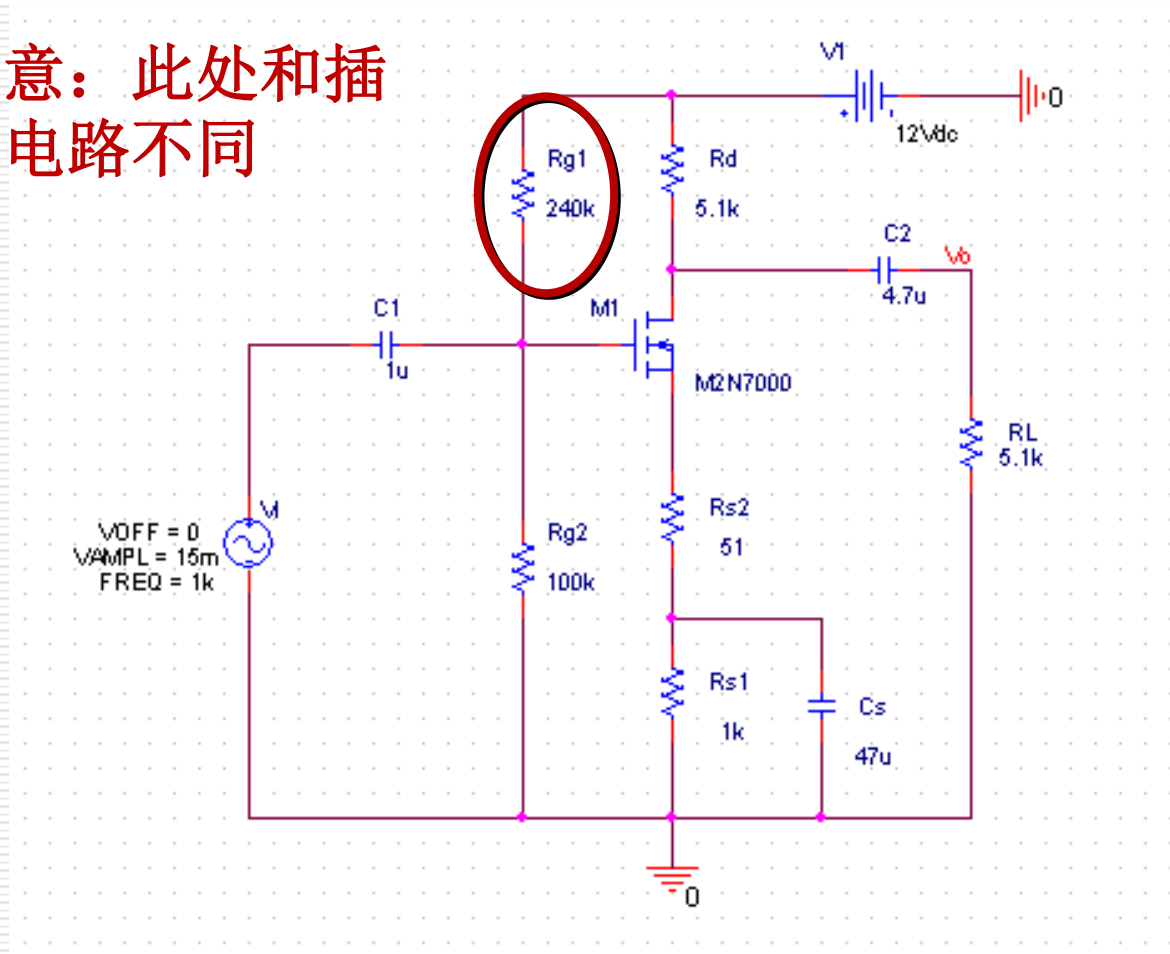 意：此处和插
电路不同
V1
0
12Vdc
Rg1
240k
Rd
5.1k
C2
Vo
4.7u
C1
1u
M1
M2N7000
RL
5.1k
Vi
VOFF = 0
VAMPL = 15m
FREQ = 1k
Rg2
100k
Rs2
51
Rs1
1k
Cs
47u
0